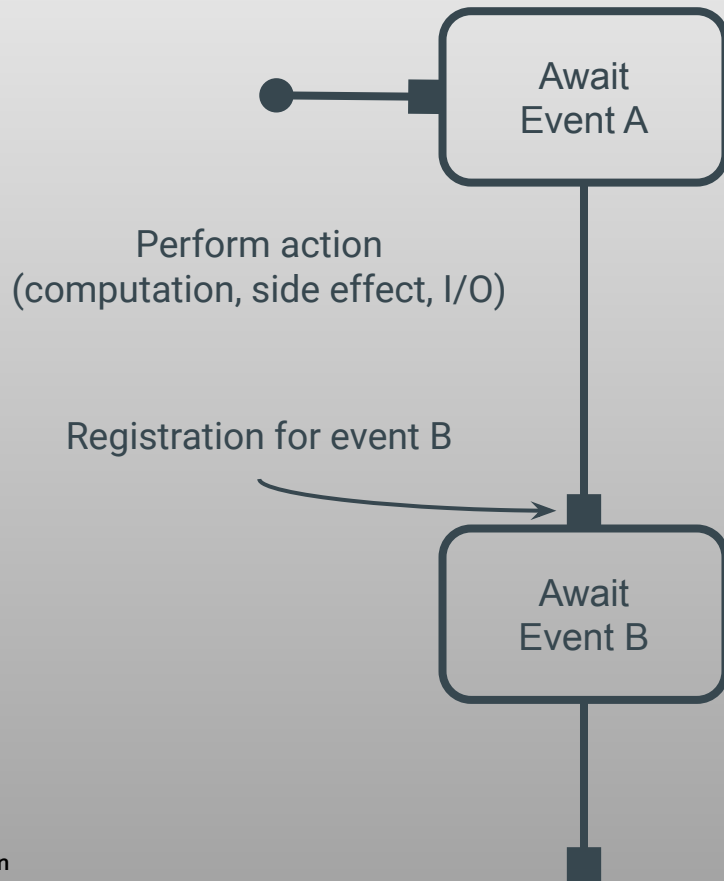 Await
Event A
Perform action
(computation, side effect, I/O)
Registration for event B
Await
Event B